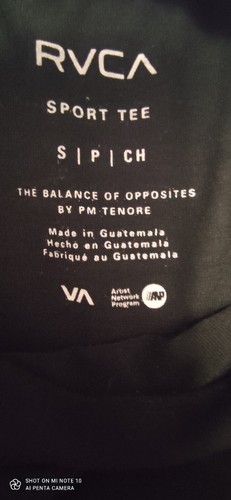 RVCA
SPORT TEE
S | P | CH
THE BALANCE OF OPPOSITES
BY PM TENORE
Made in Guatemala
Hecho en Guatemala
Fabriqué au Guatemala
VA
Artist
Network
Program
ANP
SHOT ON MI NOTE 10
AI PENTA CAMERA